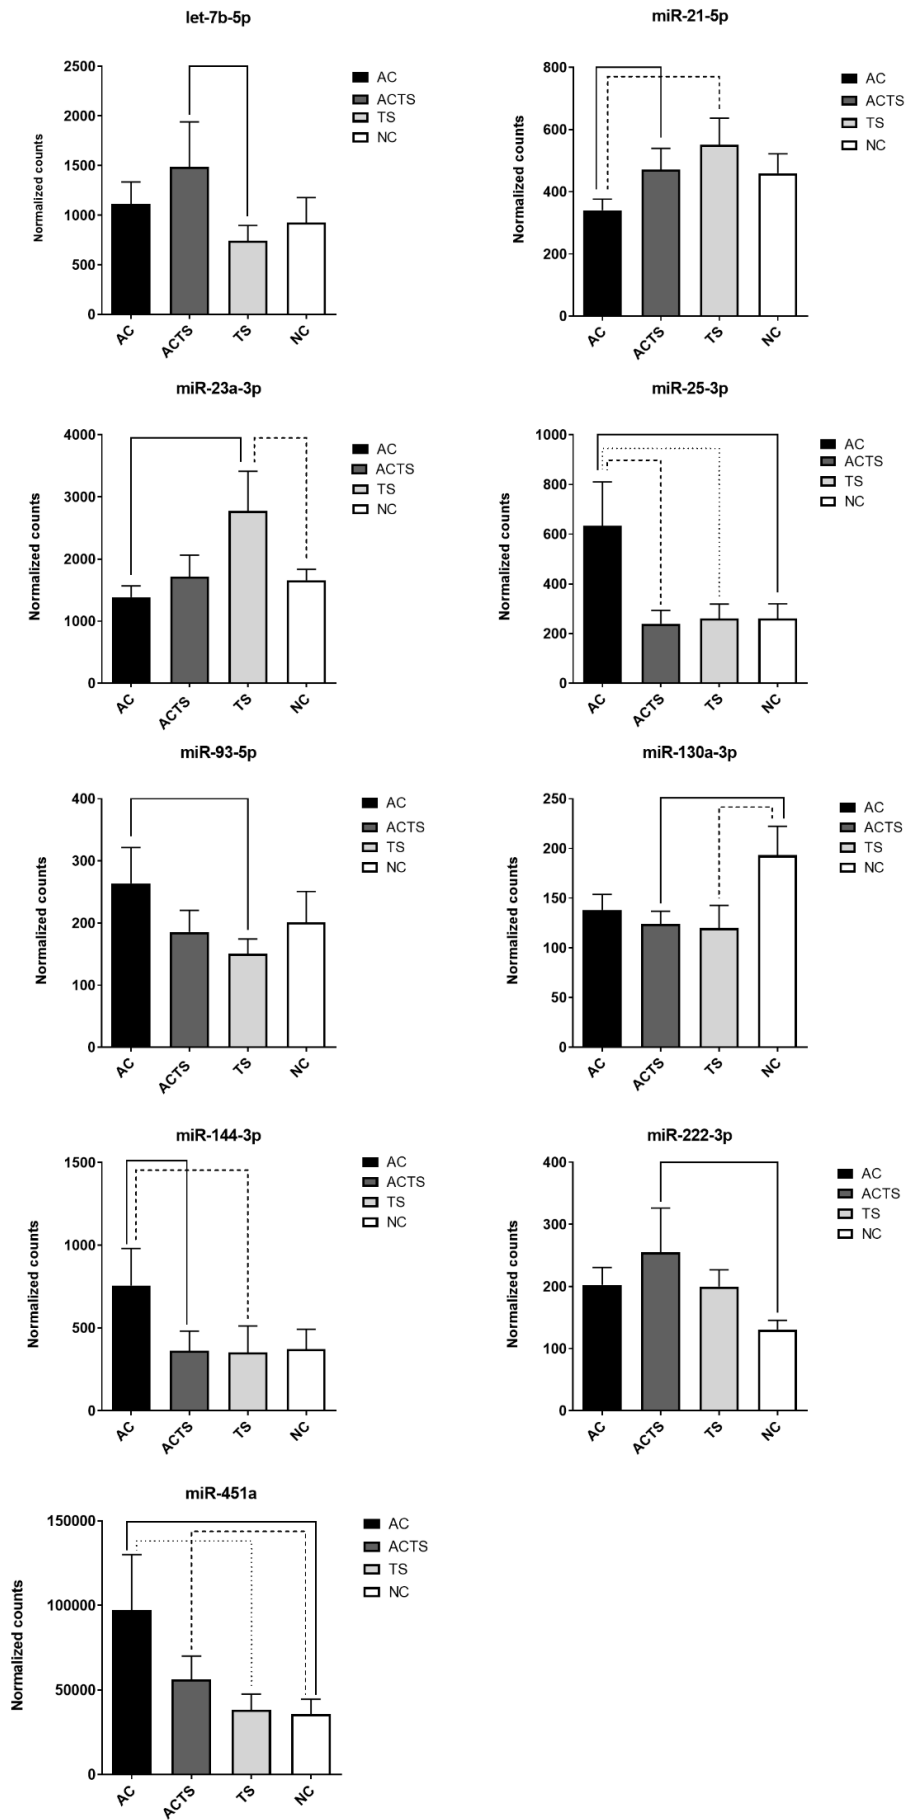 let-7b-5p
Normalized counts
2500
2000
1500
1000
500
0
AC
ACTS
TS
NC
AC
ACTS
TS
NC
miR-21-5p
Normalized counts
800
600
400
200
0
AC
ACTS
TS
NC
AC
ACTS
TS
NC
miR-23a-3p
Normalized counts
4000
3000
2000
1000
0
AC
ACTS
TS
NC
AC
ACTS
TS
NC
miR-25-3p
Normalized counts
1000
800
600
400
200
0
AC
ACTS
TS
NC
AC
ACTS
TS
NC
miR-93-5p
Normalized counts
400
300
200
100
0
AC
ACTS
TS
NC
AC
ACTS
TS
NC
miR-130a-3p
Normalized counts
250
200
150
100
50
0
AC
ACTS
TS
NC
AC
ACTS
TS
NC
miR-144-3p
Normalized counts
1500
1000
500
0
AC
ACTS
TS
NC
AC
ACTS
TS
NC
miR-222-3p
Normalized counts
400
300
200
100
0
AC
ACTS
TS
NC
AC
ACTS
TS
NC
miR-451a
Normalized counts
150000
100000
50000
0
AC
ACTS
TS
NC
AC
ACTS
TS
NC